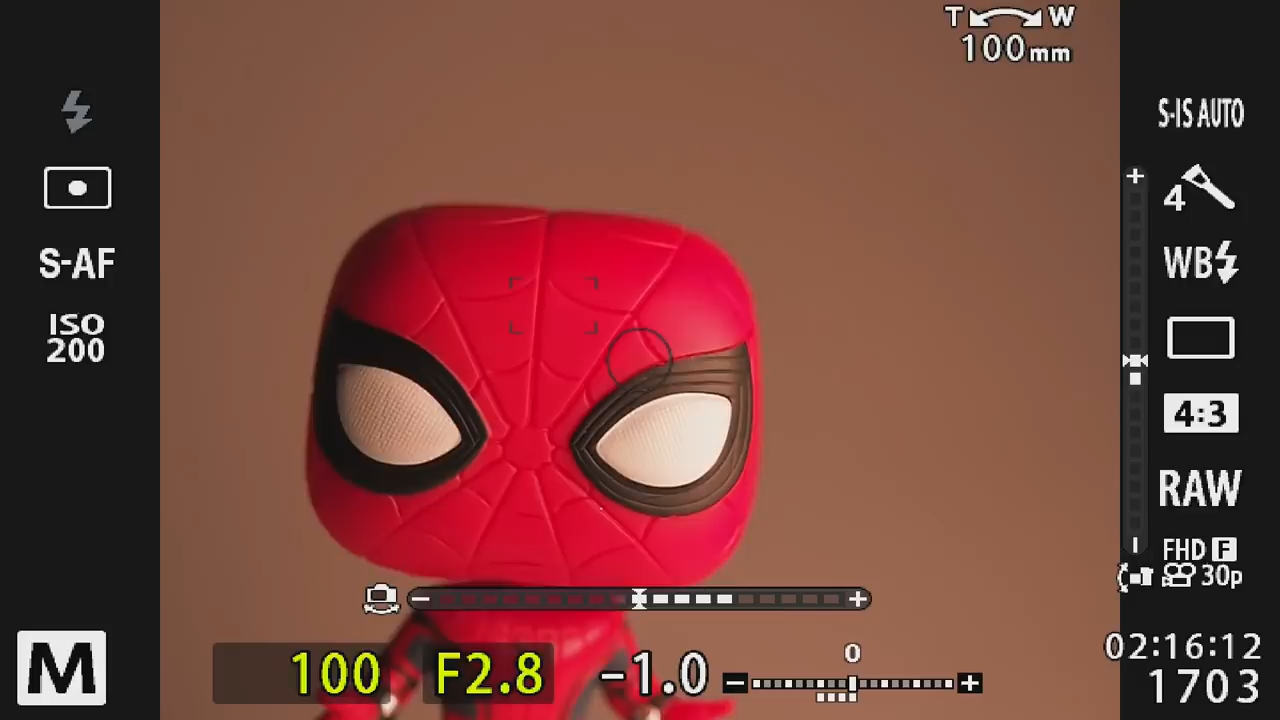 T W
100mm
S-IS AUTO
4
WB
S-AF
ISO
200
4:3
RAW
FHD F
30p
M
100
F2.8
-1.0
0
02:16:12
1703